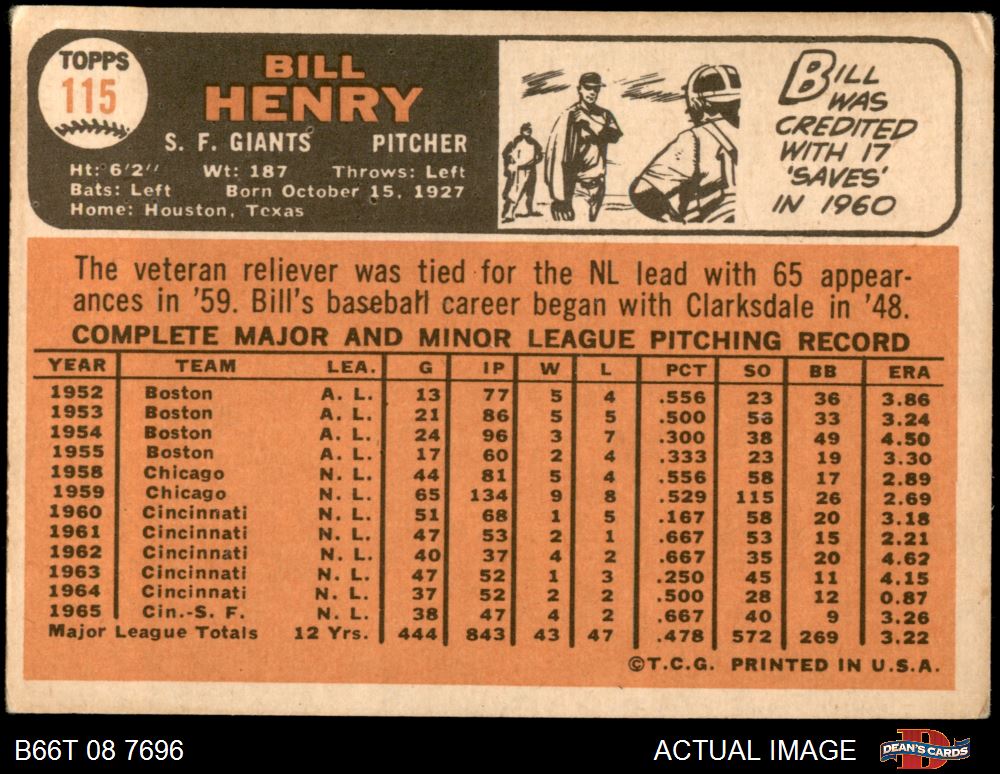 TOPPS
115
BILL
HENRY
S. F. GIANTS PITCHER
Ht: 6'2" Wt: 187 Throws: Left
Bats: Left Born October 15, 1927
Home: Houston, Texas
BILL
WAS
CREDITED
WITH 17
'SAVES'
IN 1960
The veteran reliever was tied for the NL lead with 65 appear-
ances in '59. Bill's baseball career began with Clarksdale in '48.
COMPLETE MAJOR AND MINOR LEAGUE PITCHING RECORD
YEAR TEAM LEA. G IP W L PCT SO BB ERA
1952 Boston A. L. 13 77 5 4 .556 23 36 3.86
1953 Boston A. L. 21 86 5 5 .500 56 33 3.24
1954 Boston A. L. 24 96 3 7 .300 38 49 4.50
1955 Boston A. L. 17 60 2 4 .333 23 19 3.30
1958 Chicago N. L. 44 81 5 4 .556 58 17 2.89
1959 Chicago N. L. 65 134 9 8 .529 115 26 2.69
1960 Cincinnati N. L. 51 68 1 5 .167 58 20 3.18
1961 Cincinnati N. L. 47 53 2 1 .667 53 15 2.21
1962 Cincinnati N. L. 40 37 4 2 .667 35 20 4.62
1963 Cincinnati N. L. 47 52 1 3 .250 45 11 4.15
1964 Cincinnati N. L. 37 52 2 2 .500 28 12 0.87
1965 Cin.-S. F. N. L. 38 47 4 2 .667 40 9 3.26
Major League Totals 12 Yrs. 444 843 43 47 .478 572 269 3.22
©T.C.G. PRINTED IN U.S.A.
B66T 08 7696 ACTUAL IMAGE DEAN'S CARDS